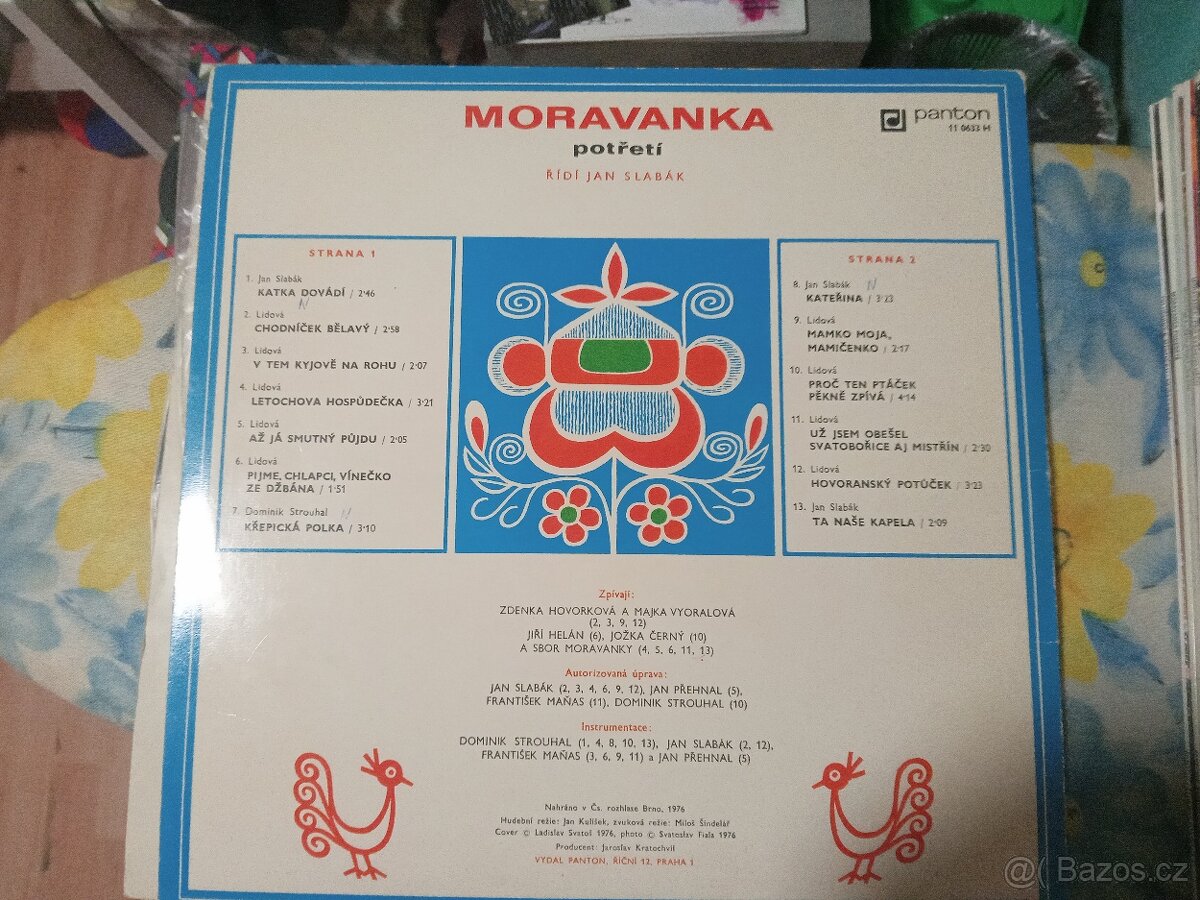 MORAVANKA
potřetí
ŘÍDÍ JAN SLABÁK
panton
11 0633 H
STRANA 1
1. Jan Slabák
KATKA DOVÁDÍ / 2'46
2. Lidová
CHODNÍČEK BĚLAVÝ / 2'58
3. Lidová
V TEM KYJOVĚ NA ROHU / 2'07
4. Lidová
LETOCHOVA HOSPŮDEČKA / 3'21
5. Lidová
AŽ JÁ SMUTNÝ PŮJDU / 2'05
6. Lidová
PIJME, CHLAPCI, VÍNEČKO
ZE DŽBÁNA / 1'51
7. Dominik Strouhal
KŘEPICKÁ POLKA / 3'10
STRANA 2
8. Jan Slabák
KATEŘINA / 3'23
9. Lidová
MAMKO MOJA,
MAMIČENKO / 2'17
10. Lidová
PROČ TEN PTÁČEK
PĚKNĚ ZPÍVÁ / 4'14
11. Lidová
UŽ JSEM OBEŠEL
SVATOBOŘICE AJ MISTŘÍN / 2'30
12. Lidová
HOVORANSKÝ POTŮČEK / 3'23
13. Jan Slabák
TA NAŠE KAPELA / 2'09
Zpívají:
ZDENKA HOVORKOVÁ A MAJKA VYORALOVÁ
(2, 3, 9, 12)
JIŘÍ HELÁN (6), JOŽKA ČERNÝ (10)
A SBOR MORAVANKY (4, 5, 6, 11, 13)
Autorizovaná úprava:
JAN SLABÁK (2, 3, 4, 6, 9, 12), JAN PŘEHNAL (5),
FRANTIŠEK MAŇAS (11), DOMINIK STROUHAL (10)
Instrumentace:
DOMINIK STROUHAL (1, 4, 8, 10, 13), JAN SLABÁK (2, 12),
FRANTIŠEK MAŇAS (3, 6, 9, 11) a JAN PŘEHNAL (5)
Nahráno v Čs. rozhlase Brno, 1976
Hudební režie: Jan Kulíšek, zvuková režie: Miloš Šindelář
Cover © Ladislav Svatoš 1976, photo © Svatoslav Fiala 1976
Producent: Jaroslav Kratochvíl
VYDAL PANTON, ŘÍČNÍ 12, PRAHA 1
@( Bazos.cz